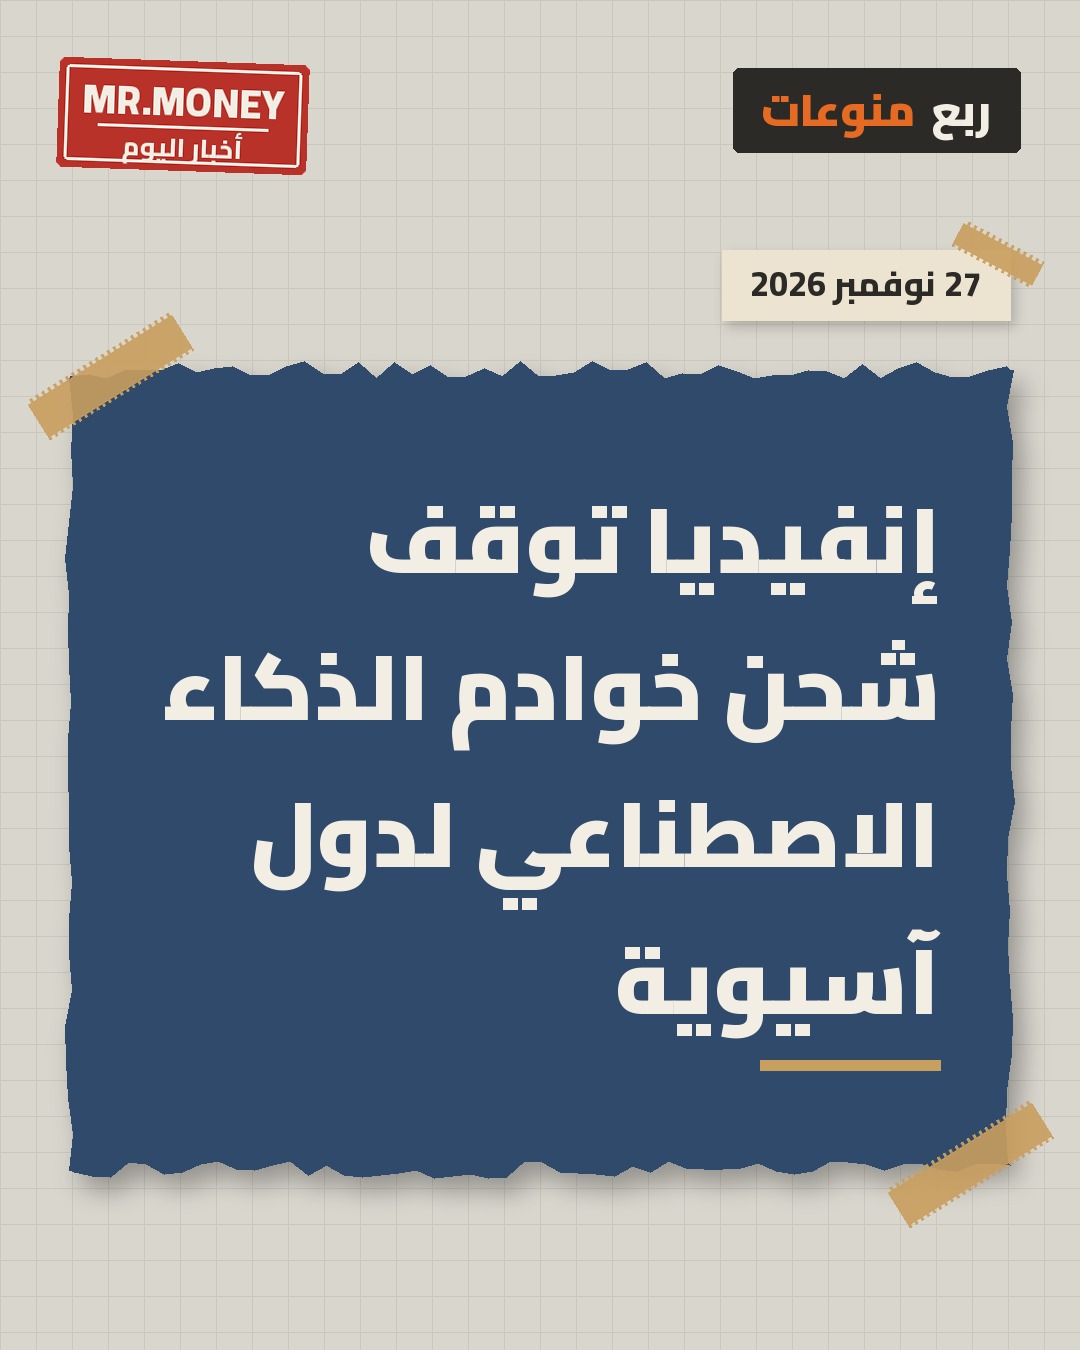 MR.MONEY
أخبار اليوم
ربع منوعات
27 نوفمبر 2026
إنفيديا توقف
شحن خوادم الذكاء
الاصطناعي لدول
آسيوية